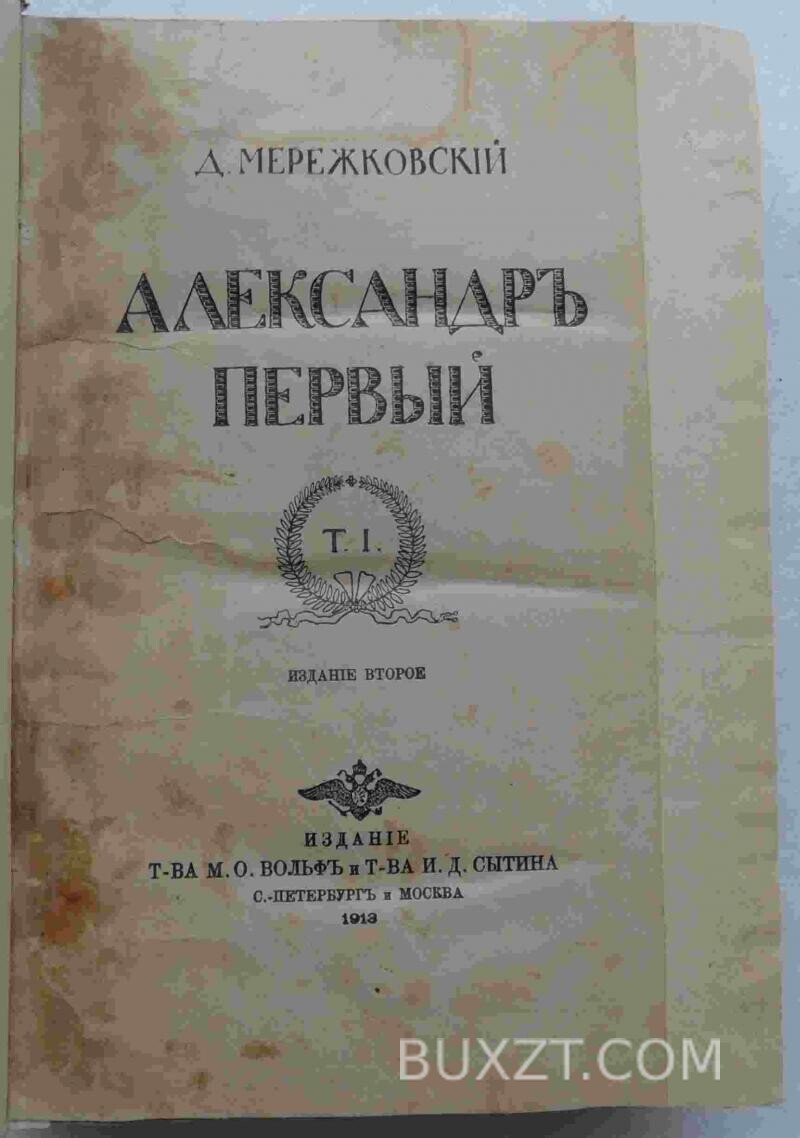 Д. МЕРЕЖКОВСКІЙ
АЛЕКСАНДРЪ
ПЕРВЫЙ
Т. I.
ИЗДАНІЕ ВТОРОЕ
ИЗДАНІЕ
Т-ВА М. О. ВОЛЬФЪ и Т-ВА И. Д. СЫТИНА
С.-ПЕТЕРБУРГЪ и МОСКВА
1913
BUXZT.COM